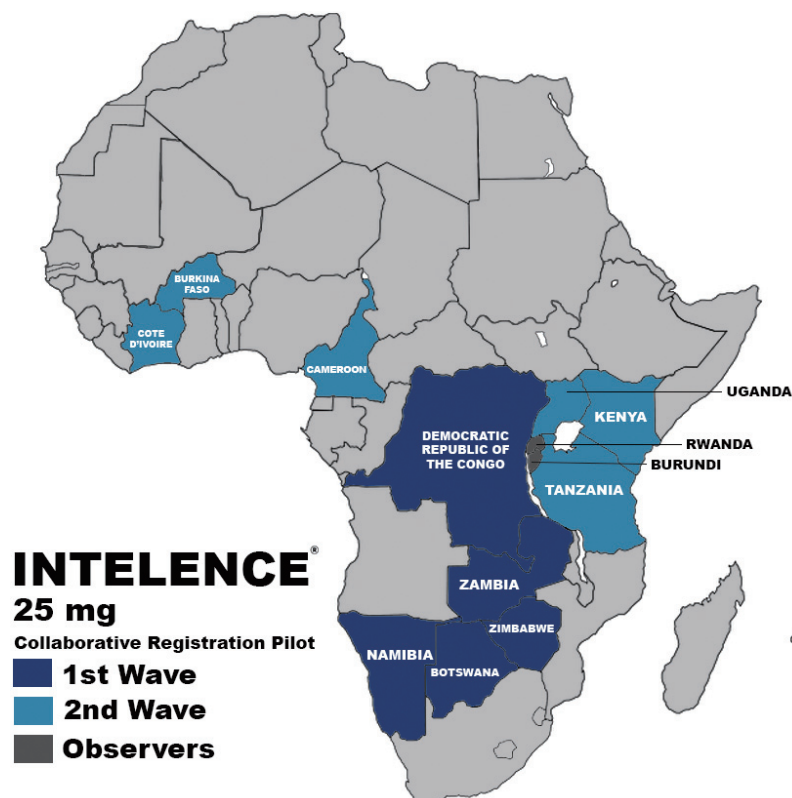 BURKINA
FASO
COTE
D'IVOIRE
CAMEROON
UGANDA
KENYA
RWANDA
BURUNDI
DEMOCRATIC
REPUBLIC OF
THE CONGO
TANZANIA
ZAMBIA
ZIMBABWE
NAMIBIA
BOTSWANA
INTELENCE®
25 mg
Collaborative Registration Pilot
1st Wave
2nd Wave
Observers